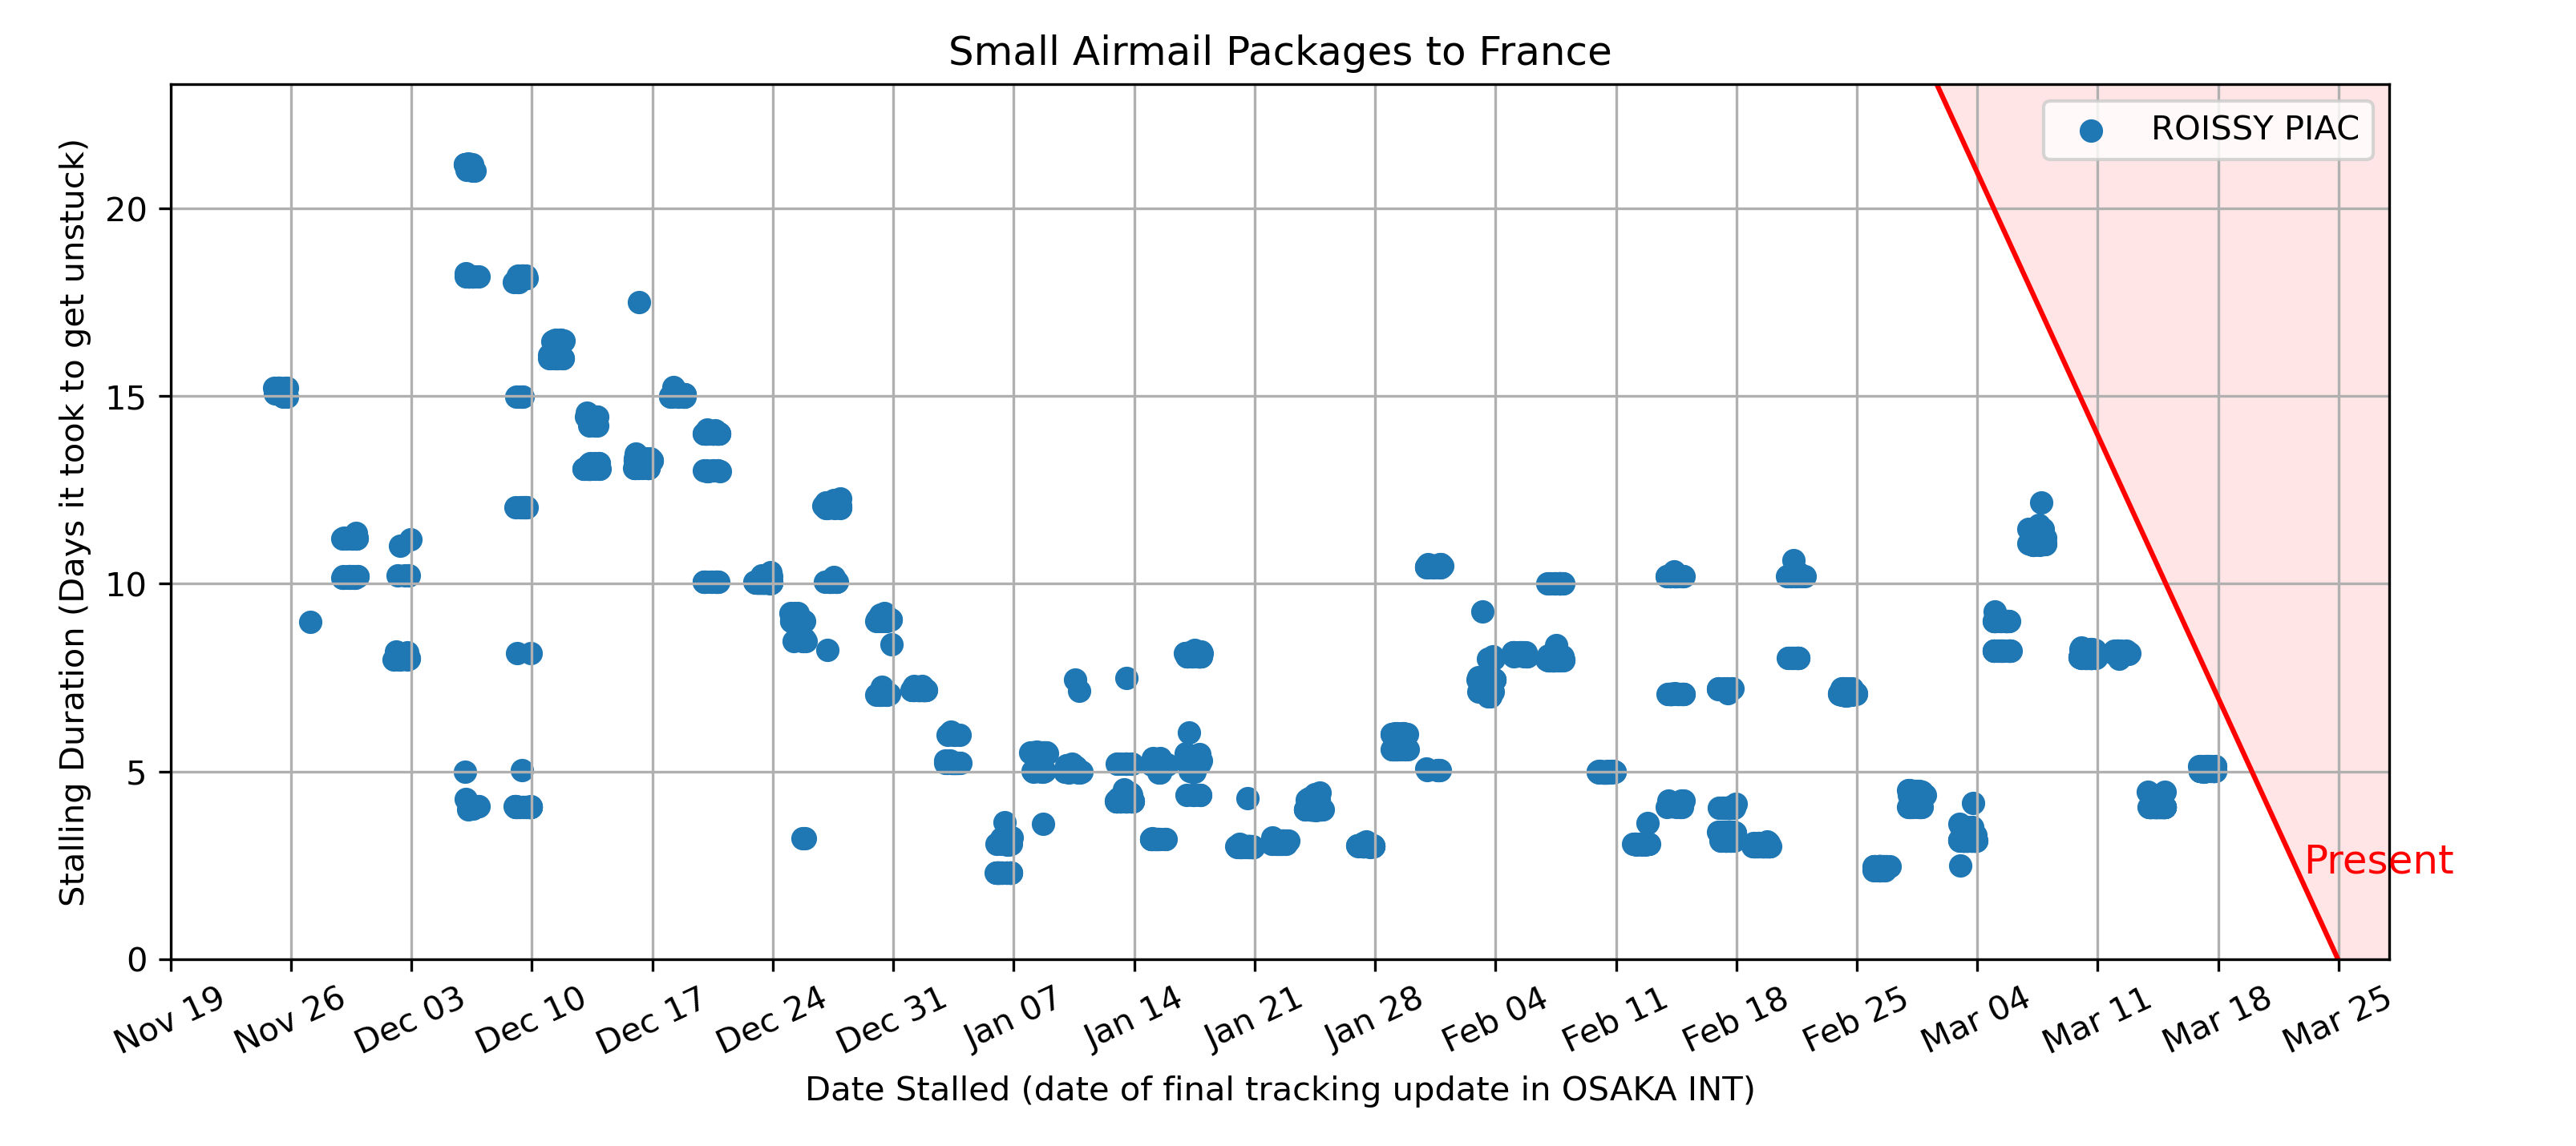 Small Airmail Packages to France
ROISSY PIAC
Stalling Duration (Days it took to get unstuck)
20
15
10
5
0
Present
Nov 19 Nov 26 Dec 03 Dec 10 Dec 17 Dec 24 Dec 31 Jan 07 Jan 14 Jan 21 Jan 28 Feb 04 Feb 11 Feb 18 Feb 25 Mar 04 Mar 11 Mar 18 Mar 25
Date Stalled (date of final tracking update in OSAKA INT)